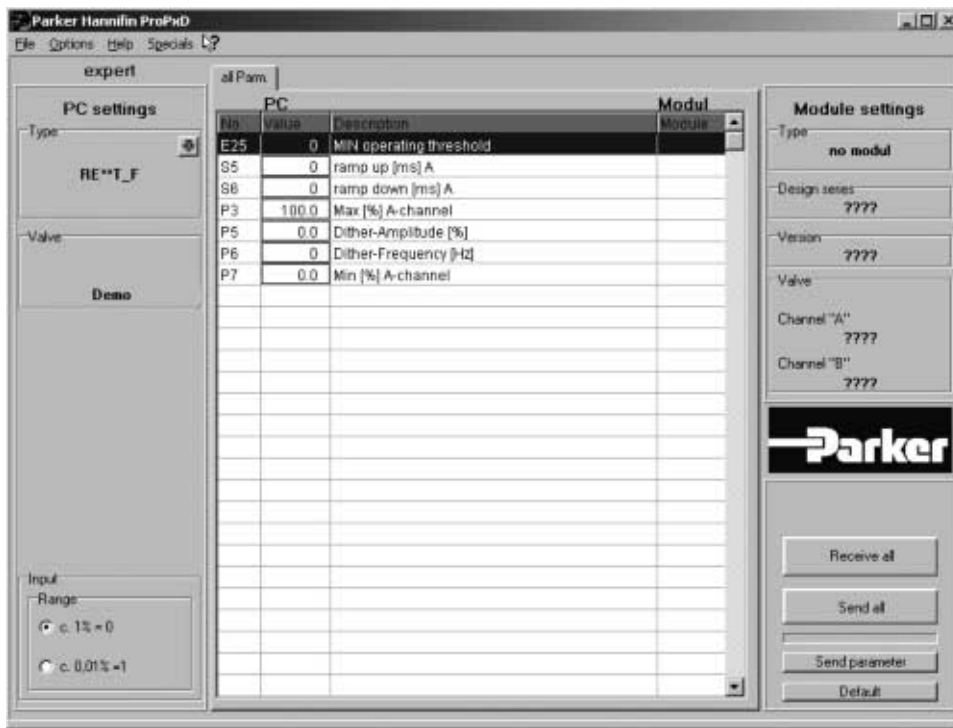 Parker Hannifin ProPxD
File Options Help Specials ?
expert
PC settings
Type
RE**T_F
Valve
Demo
Input
Range
c. 1% = 0
c. 0,01% =1
all Parm.
PC Modul
No. Value Description Module
E25 0 MIN operating threshold
S5 0 ramp up [ms] A
S6 0 ramp down [ms] A
P3 100.0 Max [%] A-channel
P5 0.0 Dither-Amplitude [%]
P6 0 Dither-Frequency [Hz]
P7 0.0 Min [%] A-channel
Module settings
Type
no modul
Design series
????
Version
????
Valve
Channel "A"
????
Channel "B"
????
Parker
Receive all
Send all
Send parameter
Default